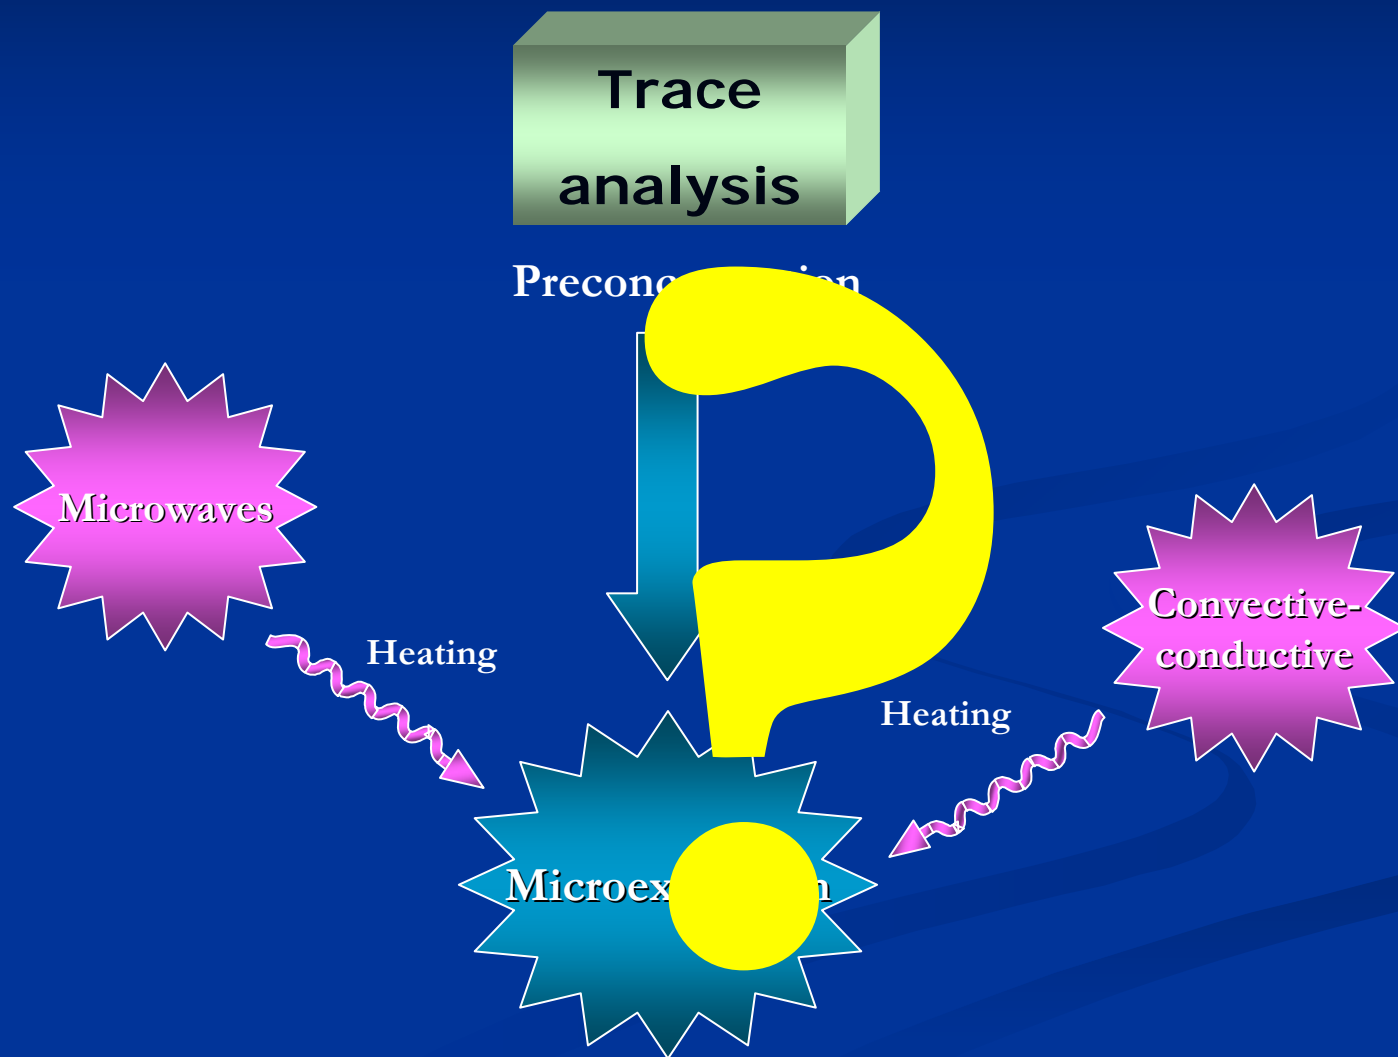 Trace
analysis
Microwaves
Heating
Convective-
conductive
Heating